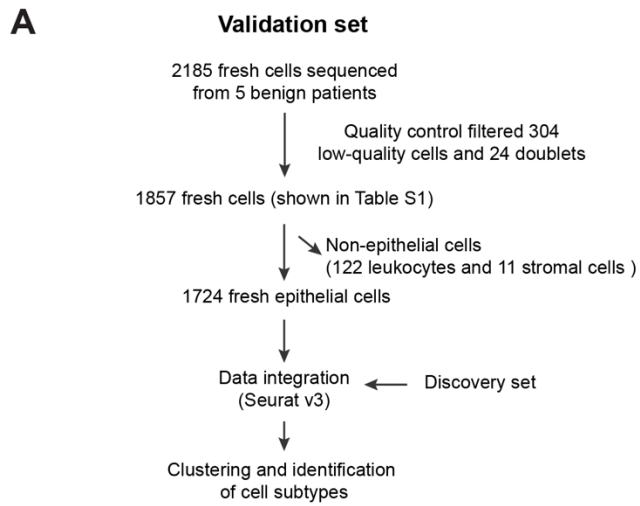 A
Validation set
2185 fresh cells sequenced
from 5 benign patients
Quality control filtered 304
low-quality cells and 24 doublets
1857 fresh cells (shown in Table S1)
Non-epithelial cells
(122 leukocytes and 11 stromal cells )
1724 fresh epithelial cells
Data integration
(Seurat v3)
Discovery set
Clustering and identification
of cell subtypes